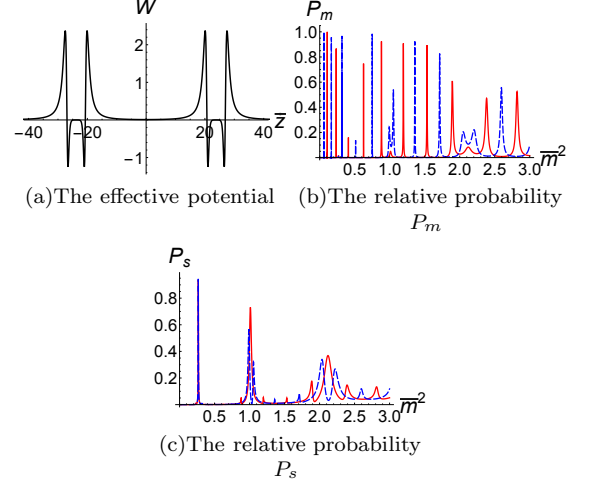 W
2
1
−1
−40 −20 0 20 40
z̅
(a)The effective potential
P_m
1.0
0.8
0.6
0.4
0.2
0.5 1.0 1.5 2.0 2.5 3.0
m̅²
(b)The relative probability
P_m
P_s
0.8
0.6
0.4
0.2
0.5 1.0 1.5 2.0 2.5 3.0
m̅²
(c)The relative probability
P_s